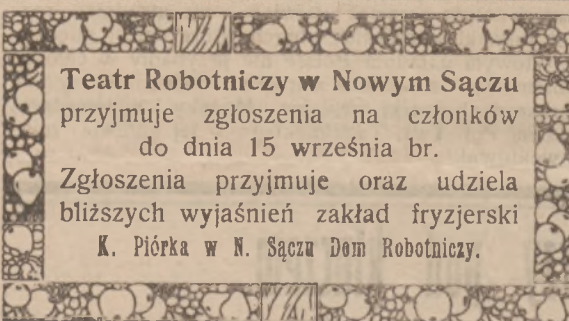 Teatr Robotniczy w Nowym Sączu
przyjmuje zgłoszenia na członków
do dnia 15 września br.
Zgłoszenia przyjmuje oraz udziela
bliższych wyjaśnień zakład fryzjerski
K. Piórka w N. Sączu Dom Robotniczy.